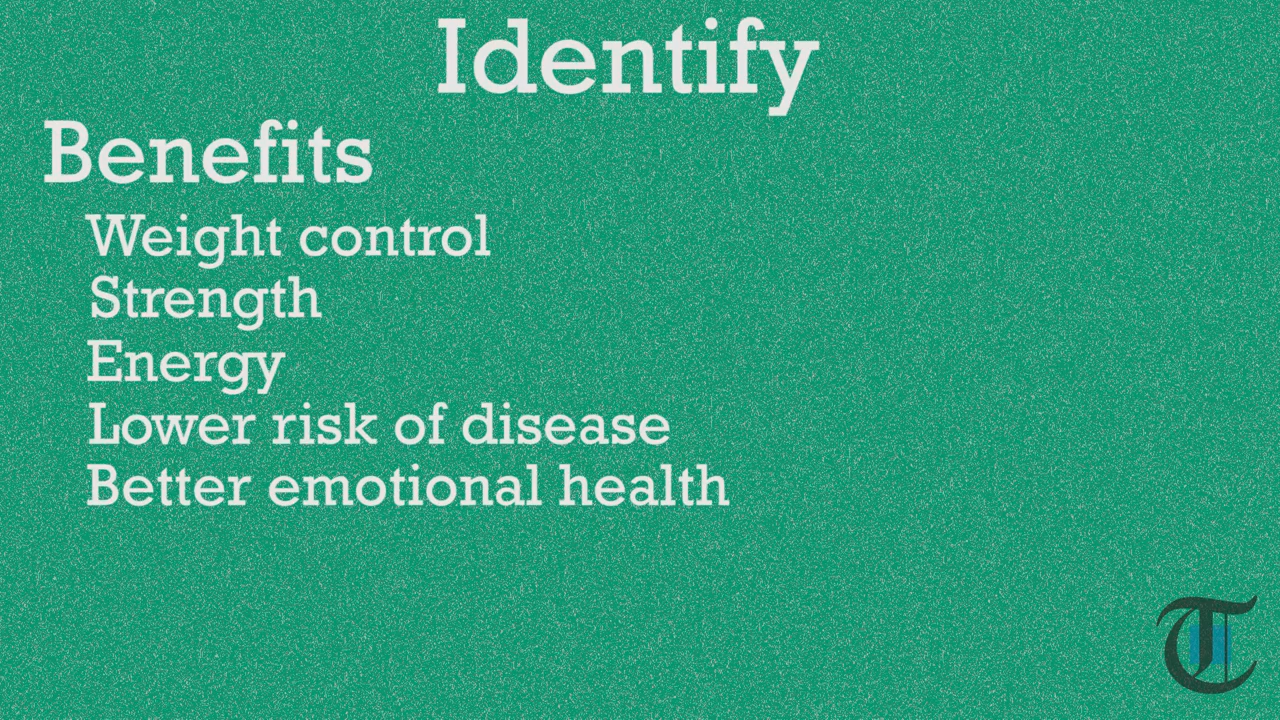 Identify
Benefits
Weight control
Strength
Energy
Lower risk of disease
Better emotional health
T